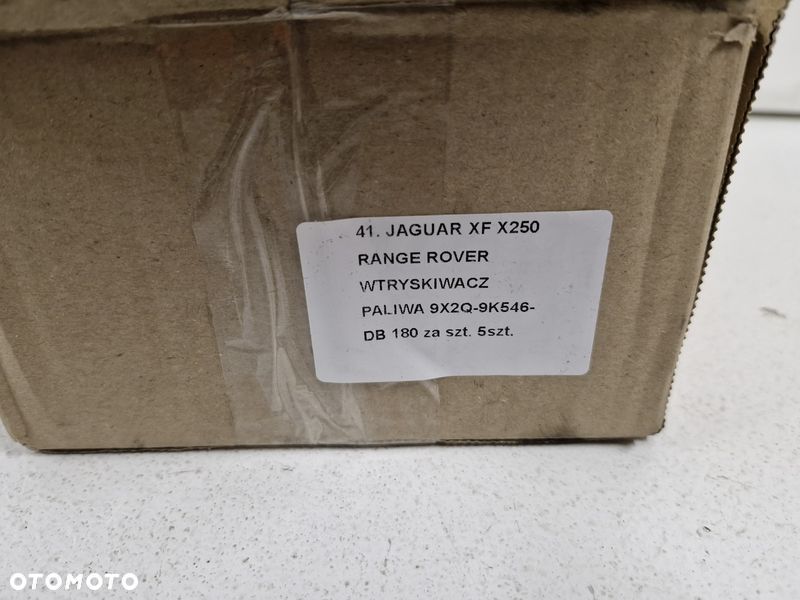 41. JAGUAR XF X250
RANGE ROVER
WTRYSKIWACZ
PALIWA 9X2Q-9K546-
DB 180 za szt. 5szt.
OTOMOTO